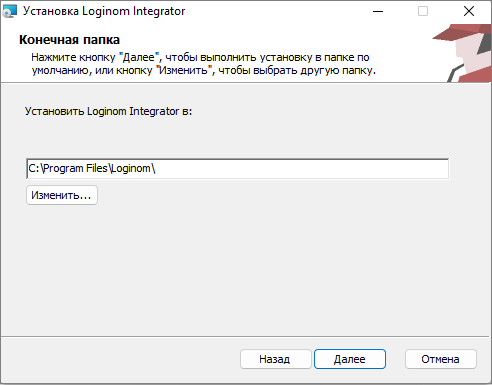 Установка Loginom Integrator
Конечная папка
Нажмите кнопку "Далее", чтобы выполнить установку в папке по
умолчанию, или кнопку "Изменить", чтобы выбрать другую папку.
Установить Loginom Integrator в:
C:\Program Files\Loginom\
Изменить...
Назад
Далее
Отмена